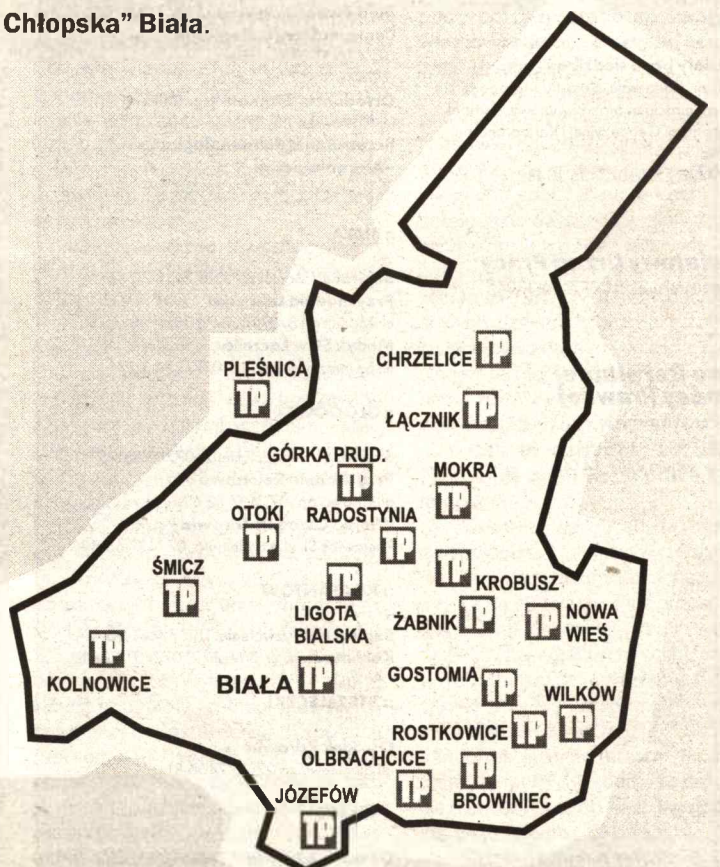 Chłopska” Biała.
CHRZELICE TP
PLEŚNICA
TP
ŁĄCZNIK TP
GÓRKA PRUD.
TP
MOKRA
TP
OTOKI
TP
RADOSTYNIA
TP
ŚMICZ
TP
TP
KROBUSZ
TP
LIGOTA
BIALSKA
ŻABNIK TP
TP NOWA
WIEŚ
TP
KOLNOWICE
BIAŁA TP
GOSTOMIA TP
WILKÓW
TP
ROSTKOWICE TP
OLBRACHCICE
TP
TP
BROWINIEC
JÓZEFÓW
TP